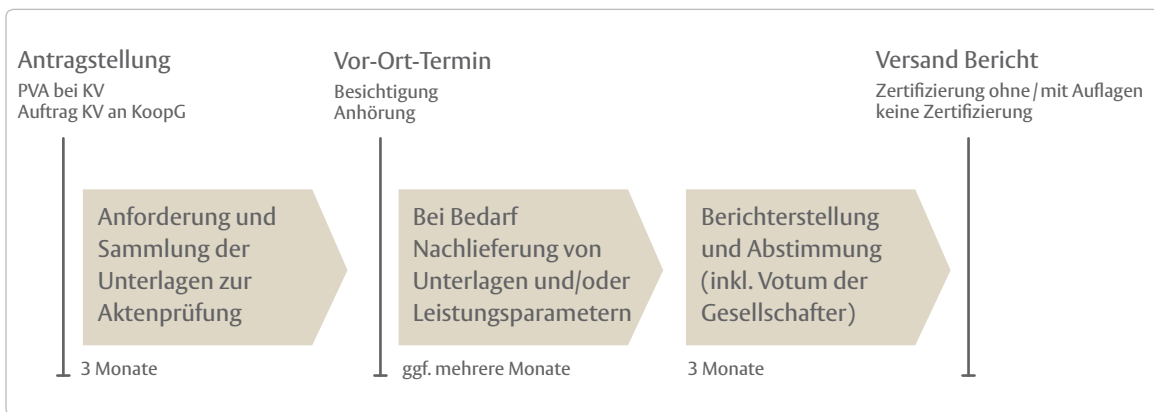 Antragstellung
PVA bei KV
Auftrag KV an KoopG
Vor-Ort-Termin
Besichtigung
Anhörung
Versand Bericht
Zertifizierung ohne/mit Auflagen
keine Zertifizierung
Anforderung und
Sammlung der
Unterlagen zur
Aktenprüfung
Bei Bedarf
Nachlieferung von
Unterlagen und/oder
Leistungsparametern
Berichterstellung
und Abstimmung
(inkl. Votum der
Gesellschafter)
3 Monate
ggf. mehrere Monate
3 Monate